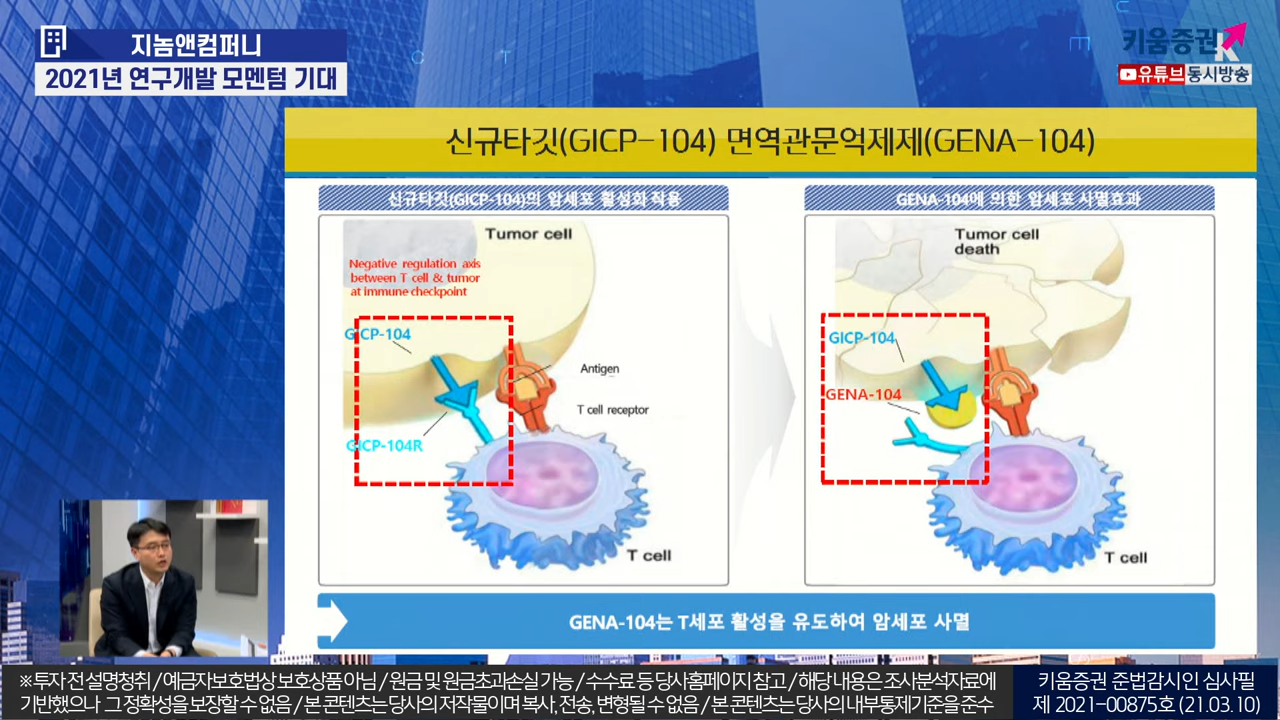 지놈앤컴퍼니
2021년 연구개발 모멘텀 기대
키움증권
유튜브동시방송
신규타깃(GICP-104) 면역관문억제제(GENA-104)
신규타깃(GICP-104)의 암세포 활성화 작용
Tumor cell
Negative regulation axis
between T cell & tumor
at immune checkpoint
GICP-104
Antigen
T cell receptor
GICP-104R
T cell
GENA-104에 의한 암세포 사멸효과
Tumor cell
death
GICP-104
GENA-104
T cell
GENA-104는 T세포 활성을 유도하여 암세포 사멸
※투자 전 설명청취 / 예금자보호법상 보호상품 아님 / 원금 및 원금초과손실 가능 / 수수료 등 당사홈페이지 참고 / 해당 내용은 조사분석자료에
기반했으나 그 정확성을 보장할 수 없음 / 본 콘텐츠는 당사의 저작물이며 복사, 전송, 변형될 수 없음 / 본 콘텐츠는 당사의 내부통제기준을 준수
키움증권 준법감시인 심사필
제 2021-00875호 (21.03.10)